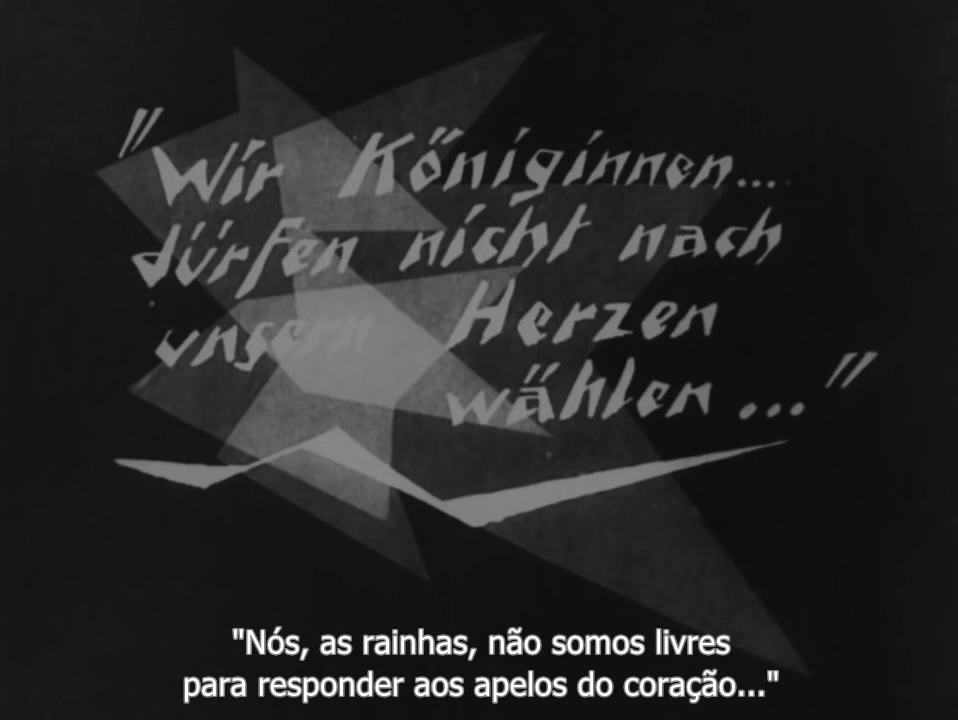 "Wir Königinnen...
dürfen nicht nach
unsern Herzen
wählen ..."
"Nós, as rainhas, não somos livres
para responder aos apelos do coração..."